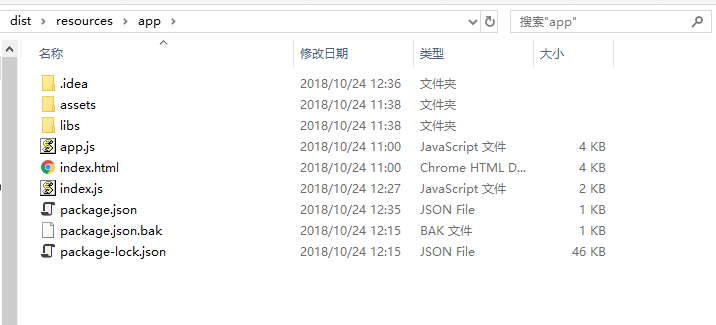 dist > resources > app > 搜索"app"
名称 修改日期 类型 大小
.idea 2018/10/24 12:36 文件夹
assets 2018/10/24 11:38 文件夹
libs 2018/10/24 11:38 文件夹
app.js 2018/10/24 11:00 JavaScript 文件 4 KB
index.html 2018/10/24 11:00 Chrome HTML D... 4 KB
index.js 2018/10/24 12:27 JavaScript 文件 2 KB
package.json 2018/10/24 12:35 JSON File 1 KB
package.json.bak 2018/10/24 12:15 BAK 文件 1 KB
package-lock.json 2018/10/24 12:15 JSON File 46 KB